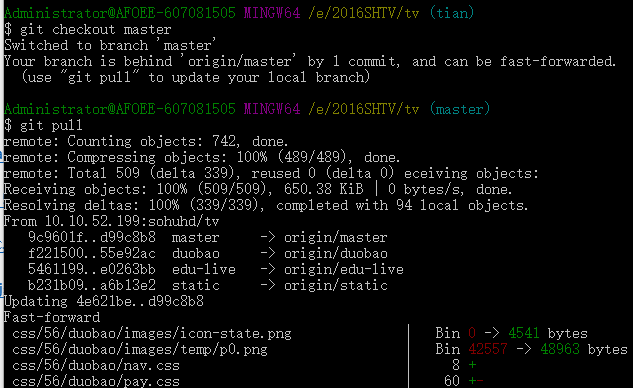 Administrator@AFOEE-607081505 MINGW64 /e/2016SHTV/tv (tian)
$ git checkout master
Switched to branch 'master'
Your branch is behind 'origin/master' by 1 commit, and can be fast-forwarded.
  (use "git pull" to update your local branch)
Administrator@AFOEE-607081505 MINGW64 /e/2016SHTV/tv (master)
$ git pull
remote: Counting objects: 742, done.
remote: Compressing objects: 100% (489/489), done.
remote: Total 509 (delta 339), reused 0 (delta 0) eceiving objects:
Receiving objects: 100% (509/509), 650.38 KiB | 0 bytes/s, done.
Resolving deltas: 100% (339/339), completed with 94 local objects.
From 10.10.52.199:sohuhd/tv
   9c9601f..d99c8b8  master     -> origin/master
   f221500..55e92ac  duobao     -> origin/duobao
   5461199..e0263bb  edu-live   -> origin/edu-live
   b231b09..a6b13e2  static     -> origin/static
Updating 4e621be..d99c8b8
Fast-forward
 css/56/duobao/images/icon-state.png | Bin 0 -> 4541 bytes
 css/56/duobao/images/temp/p0.png | Bin 42557 -> 48963 bytes
 css/56/duobao/nav.css | 8 +
 css/56/duobao/pay.css | 60 +-